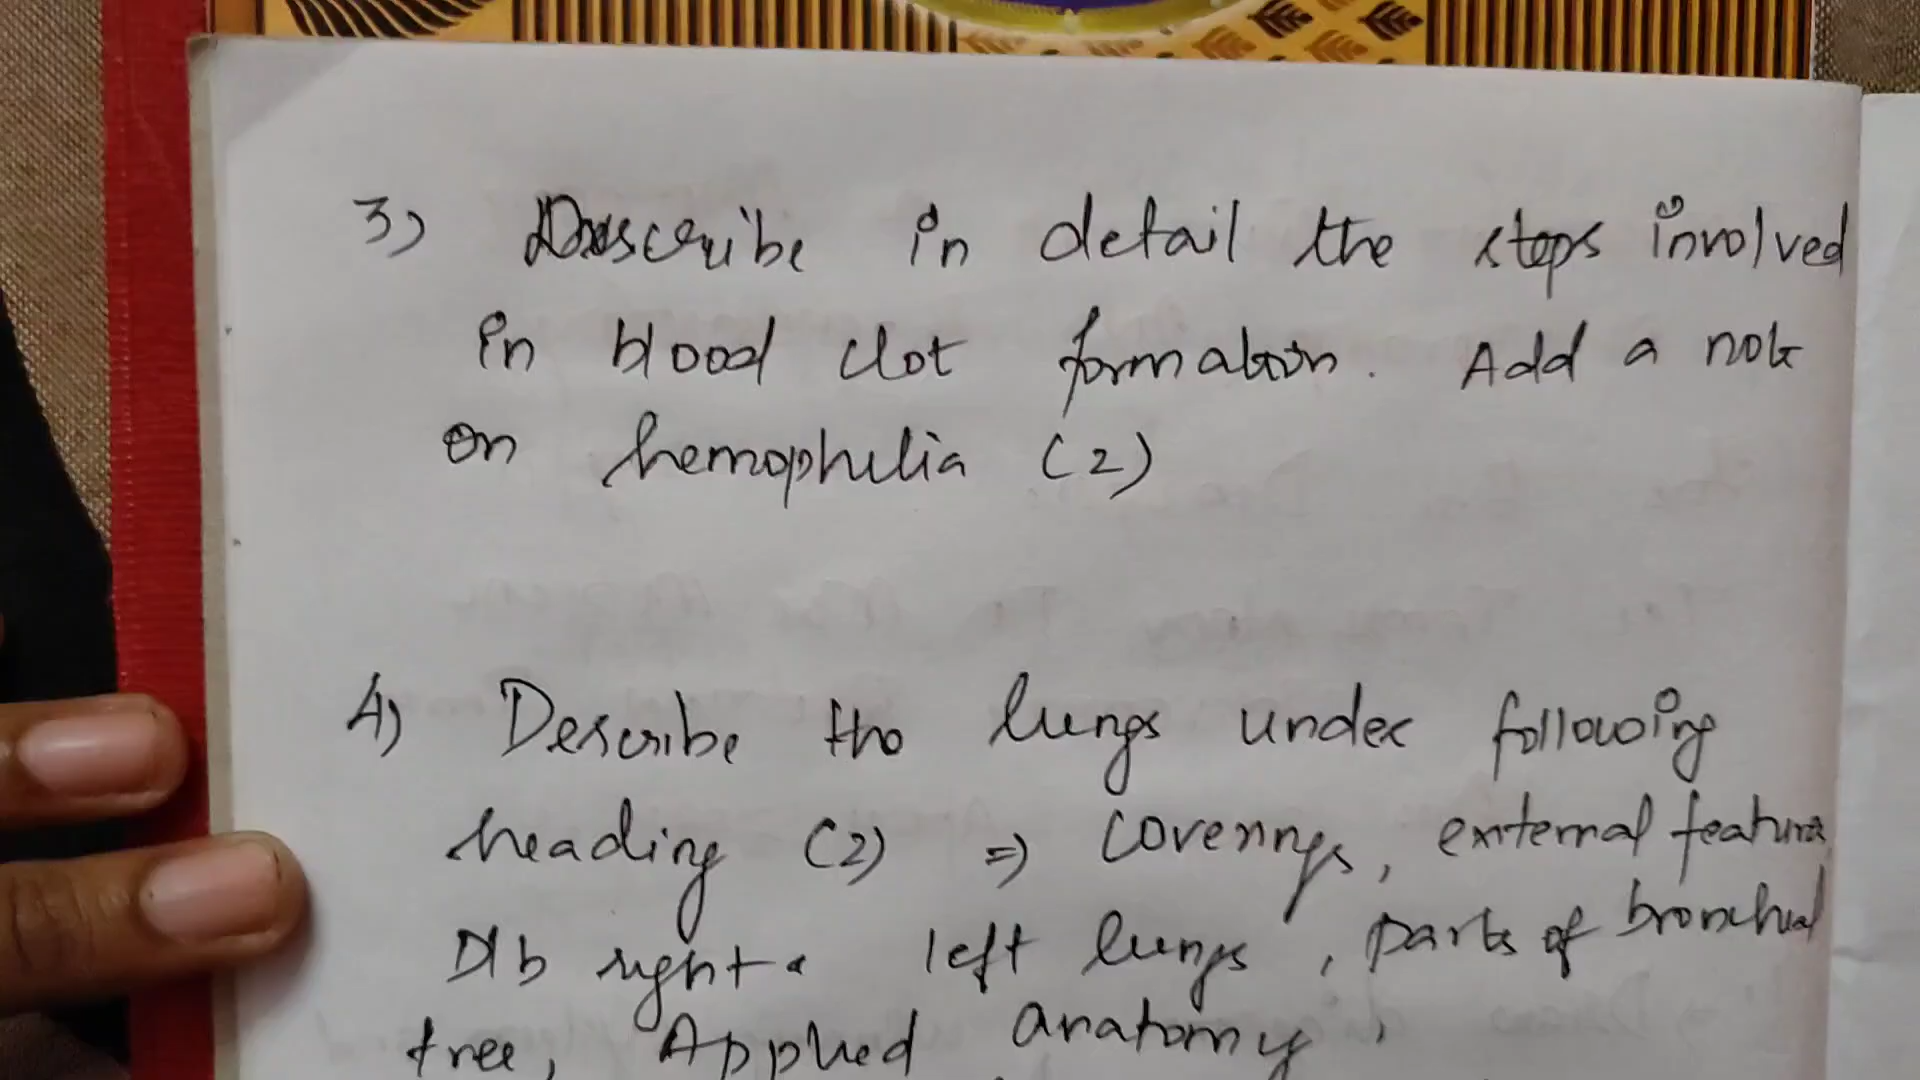 3) Describe in detail the steps involved
in blood clot formation. Add a note
on hemophilia (2)
4) Describe the lungs under following
heading (2) => coverings, external features
D/b right & left lungs, parts of bronchial
tree, Applied anatomy,